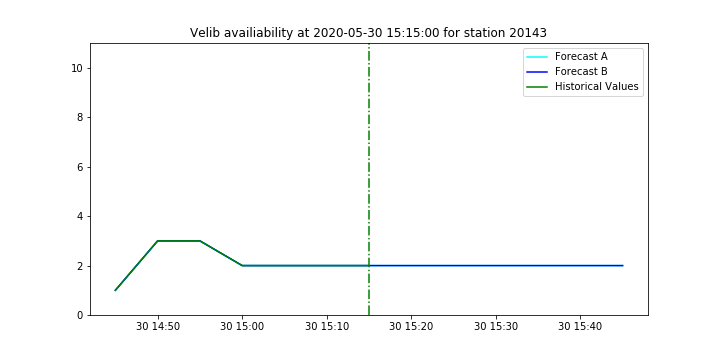 Velib availiability at 2020-05-30 15:15:00 for station 20143
Forecast A
Forecast B
Historical Values
10
8
6
4
2
0
30 14:50 30 15:00 30 15:10 30 15:20 30 15:30 30 15:40